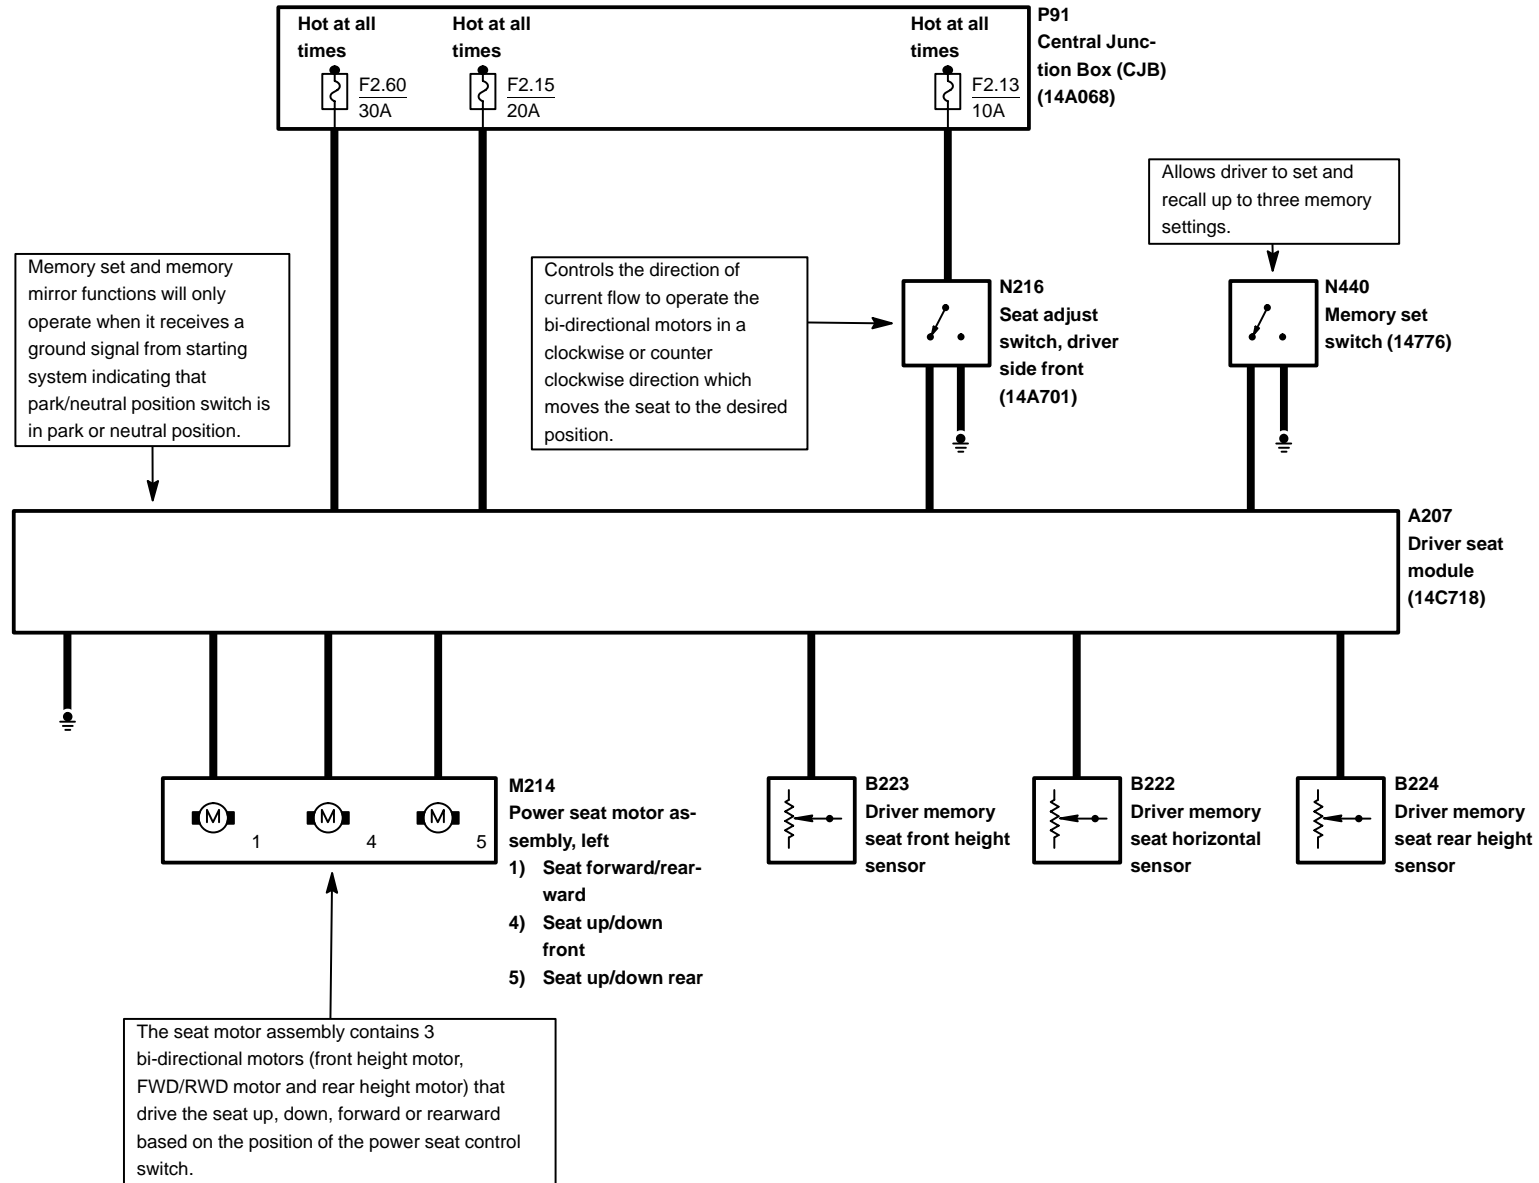 Hot at all
times
F2.60
30A
Hot at all
times
F2.15
20A
Hot at all
times
F2.13
10A
P91
Central Junc-
tion Box (CJB)
(14A068)
Allows driver to set and
recall up to three memory
settings.
Memory set and memory
mirror functions will only
operate when it receives a
ground signal from starting
system indicating that
park/neutral position switch is
in park or neutral position.
Controls the direction of
current flow to operate the
bi-directional motors in a
clockwise or counter
clockwise direction which
moves the seat to the desired
position.
N216
Seat adjust
switch, driver
side front
(14A701)
N440
Memory set
switch (14776)
A207
Driver seat
module
(14C718)
M
1
M
4
M
5
M214
Power seat motor as-
sembly, left
1) Seat forward/rear-
ward
4) Seat up/down
front
5) Seat up/down rear
B223
Driver memory
seat front height
sensor
B222
Driver memory
seat horizontal
sensor
B224
Driver memory
seat rear height
sensor
The seat motor assembly contains 3
bi-directional motors (front height motor,
FWD/RWD motor and rear height motor) that
drive the seat up, down, forward or rearward
based on the position of the power seat control
switch.